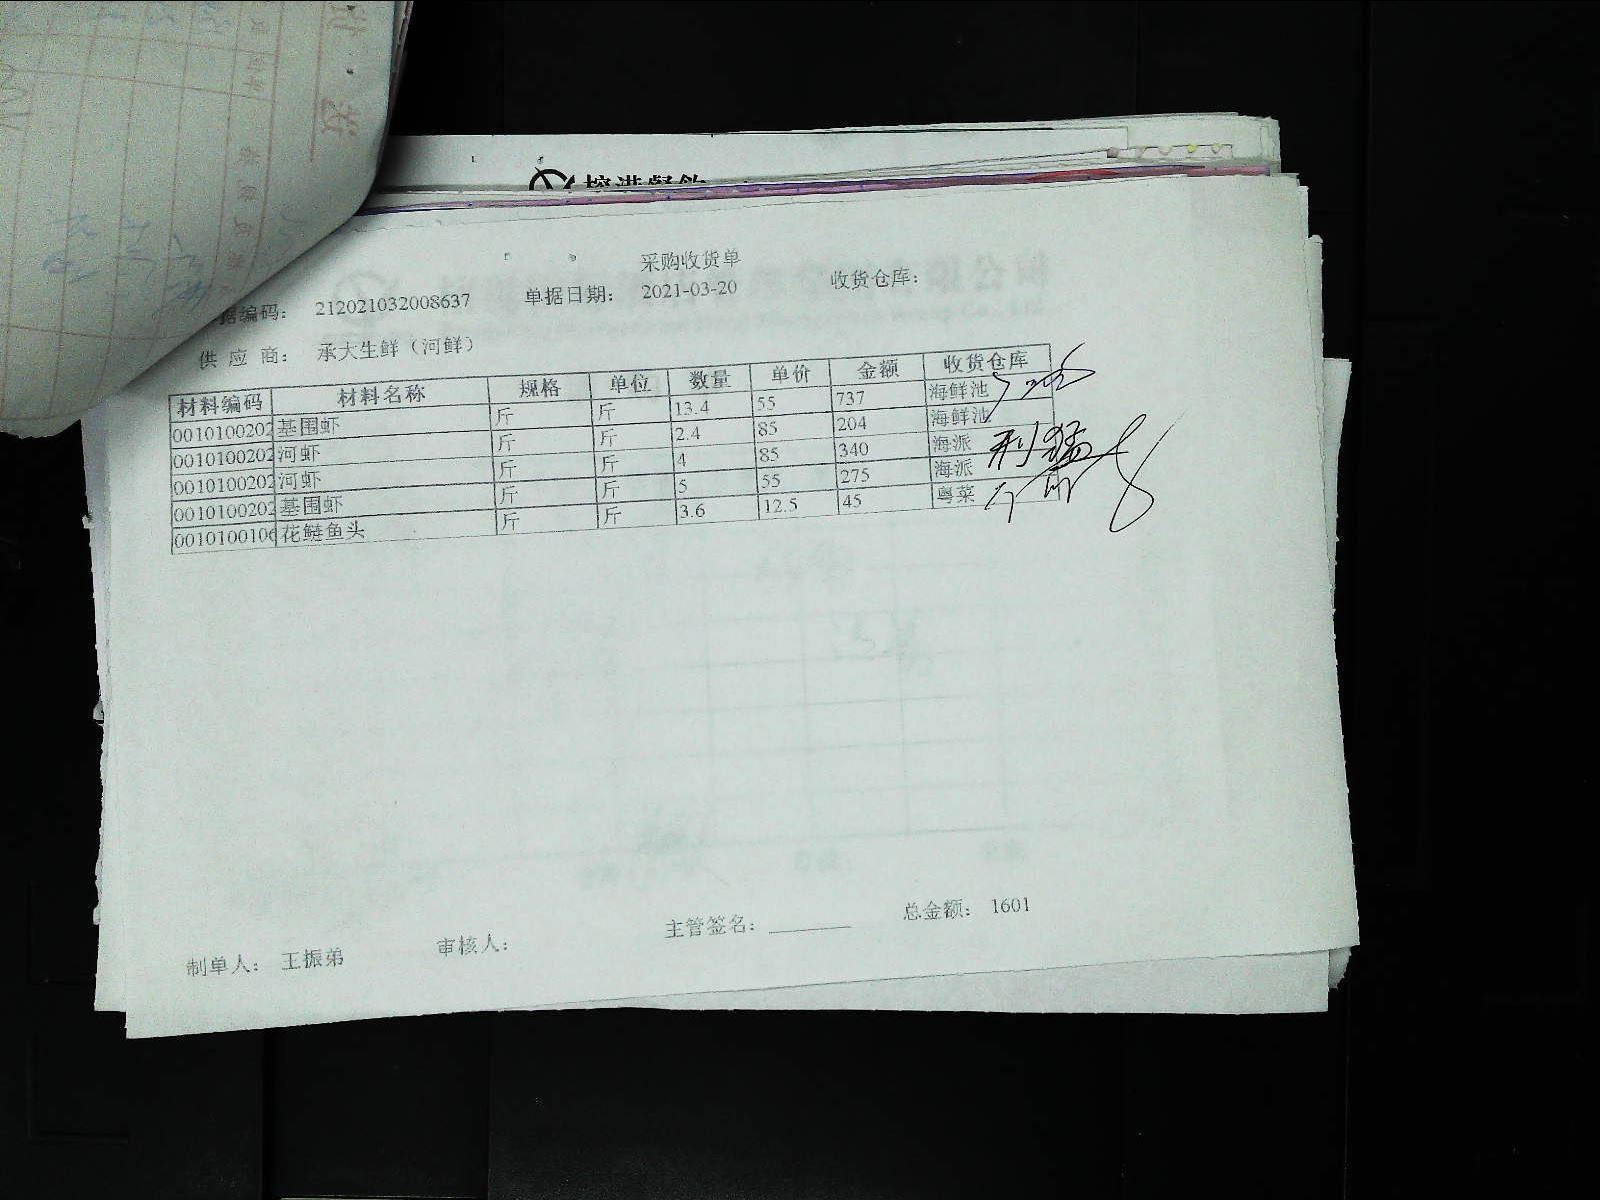 采购收货单
据编码： 212021032008637 单据日期： 2021-03-20 收货仓库：
供 应 商： 承大生鲜（河鲜）
材料编码 材料名称 规格 单位 数量 单价 金额 收货仓库
0010100202 基围虾 斤 斤 13.4 55 737 海鲜池
0010100202 河虾 斤 斤 2.4 85 204 海鲜池
0010100202 河虾 斤 斤 4 85 340 海派
0010100202 基围虾 斤 斤 5 55 275 海派
0010100106 花鲢鱼头 斤 斤 3.6 12.5 45 粤菜
制单人： 王振弟 审核人： 主管签名： 总金额： 1601